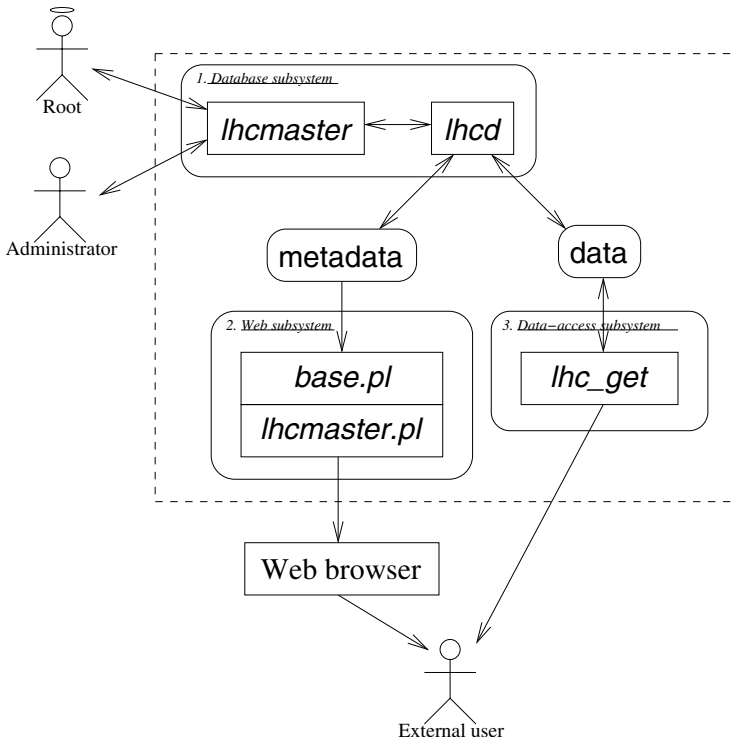 Root
1. Database subsystem
lhcmaster
lhcd
Administrator
metadata
data
2. Web subsystem
3. Data-access subsystem
base.pl
lhc_get
lhcmaster.pl
Web browser
External user